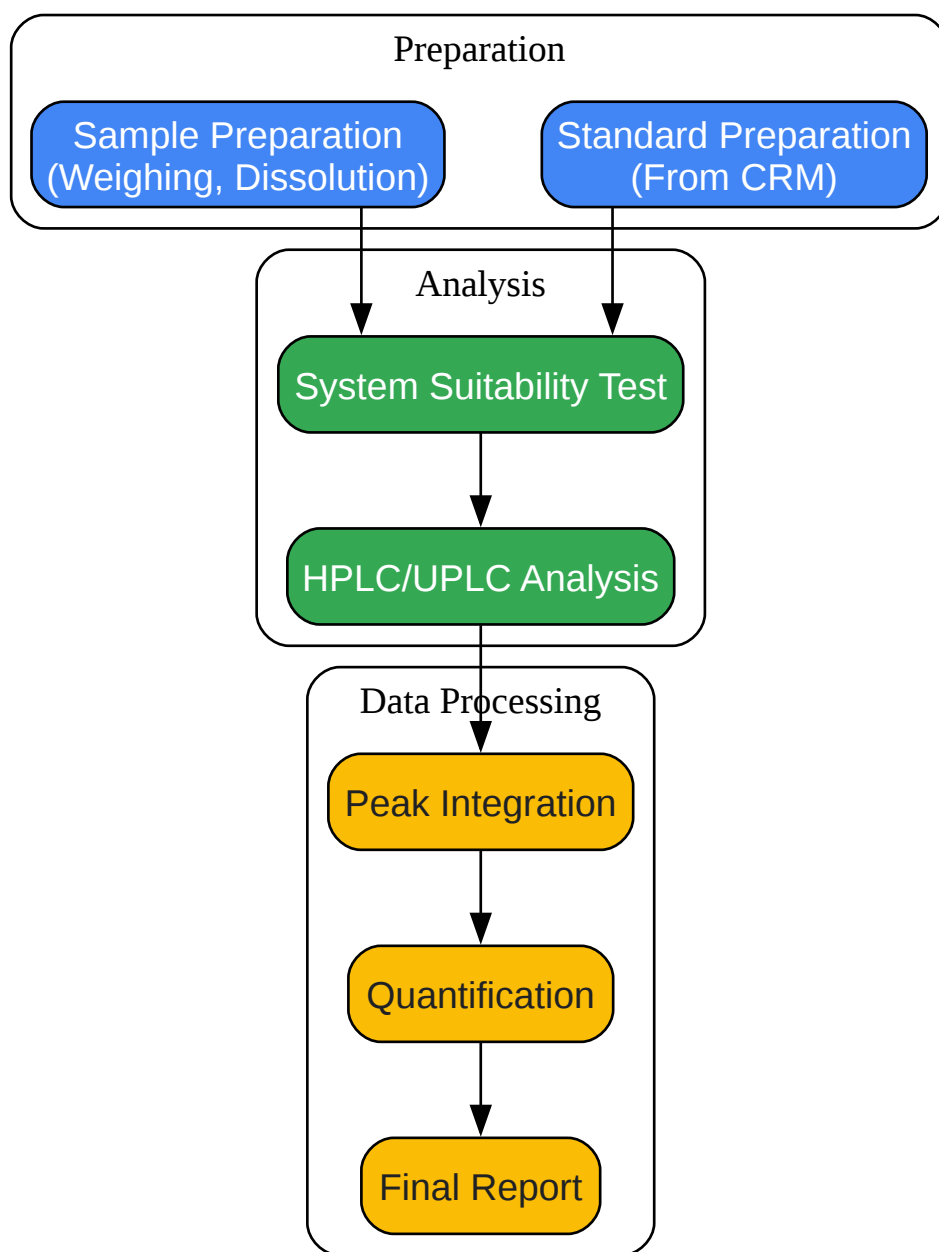 Preparation
Sample Preparation
(Weighing, Dissolution)
Standard Preparation
(From CRM)
Analysis
System Suitability Test
HPLC/UPLC Analysis
Data Processing
Peak Integration
Quantification
Final Report